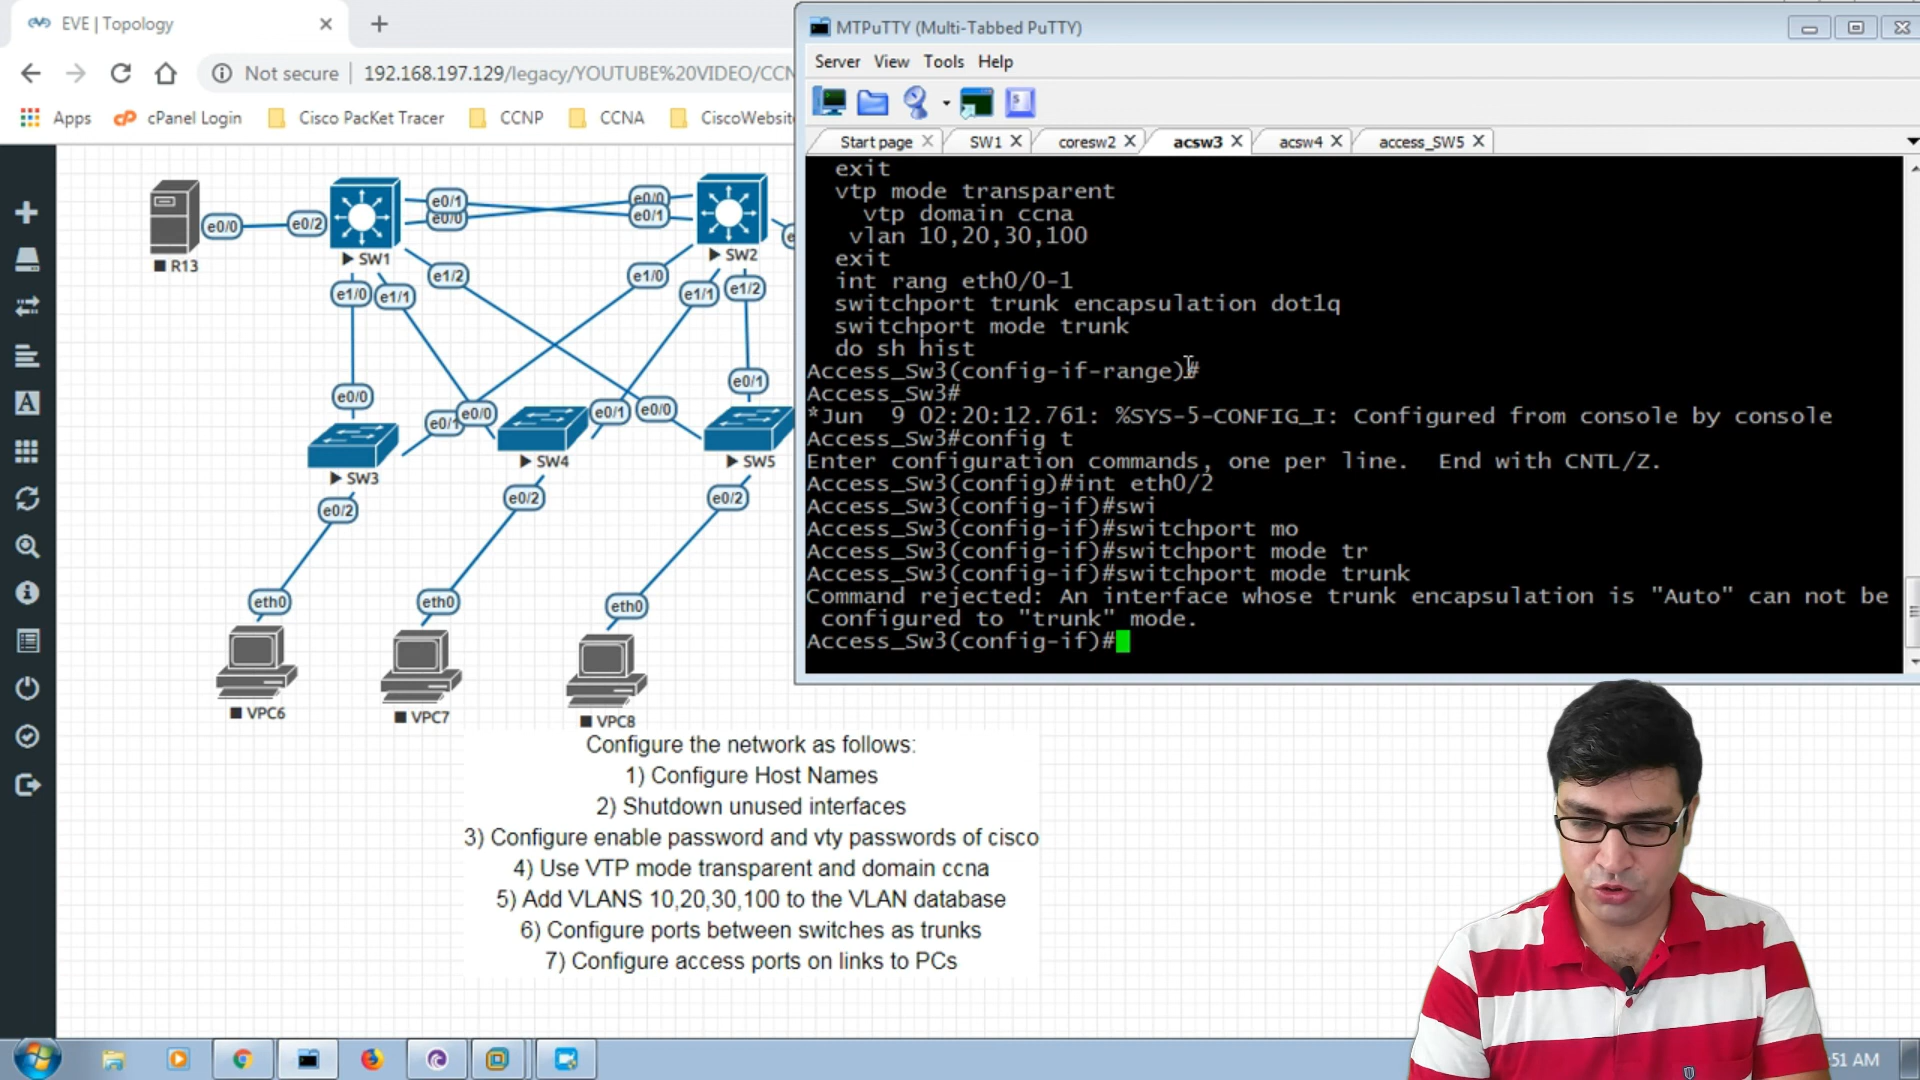 EVE | Topology
Not secure | 192.168.197.129/legacy/YOUTUBE%20VIDEO/CCN
Apps cPanel Login Cisco PacKet Tracer CCNP CCNA CiscoWebsit
R13
e0/0
e0/2
SW1
e0/1
e0/0
e0/0
e0/1
SW2
e1/2
e1/0
e1/0
e1/1
e1/1
e1/2
e0/0
e0/1
e0/0
e0/1
e0/0
e0/1
SW3
SW4
SW5
e0/2
e0/2
e0/2
eth0
eth0
eth0
VPC6
VPC7
VPC8
Configure the network as follows:
1) Configure Host Names
2) Shutdown unused interfaces
3) Configure enable password and vty passwords of cisco
4) Use VTP mode transparent and domain ccna
5) Add VLANS 10,20,30,100 to the VLAN database
6) Configure ports between switches as trunks
7) Configure access ports on links to PCs
MTPuTTY (Multi-Tabbed PuTTY)
Server View Tools Help
Start page SW1 coresw2 acsw3 acsw4 access_SW5
exit
vtp mode transparent
vtp domain ccna
vlan 10,20,30,100
exit
int rang eth0/0-1
switchport trunk encapsulation dot1q
switchport mode trunk
do sh hist
Access_Sw3(config-if-range)#
Access_Sw3#
*Jun 9 02:20:12.761: %SYS-5-CONFIG_I: Configured from console by console
Access_Sw3#config t
Enter configuration commands, one per line. End with CNTL/Z.
Access_Sw3(config)#int eth0/2
Access_Sw3(config-if)#swi
Access_Sw3(config-if)#switchport mo
Access_Sw3(config-if)#switchport mode tr
Access_Sw3(config-if)#switchport mode trunk
Command rejected: An interface whose trunk encapsulation is "Auto" can not be
configured to "trunk" mode.
Access_Sw3(config-if)#
:51 AM